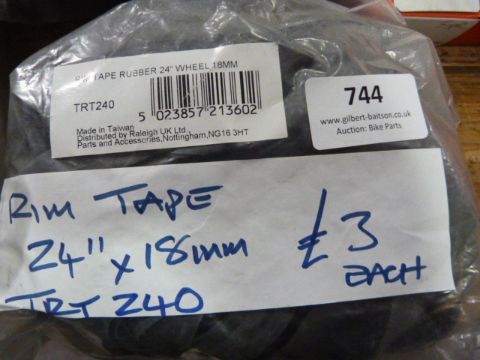 RIM TAPE RUBBER 24" WHEEL 18MM
TRT240
5 023857 213602
Made in Taiwan
Distributed by Raleigh UK Ltd.,
Parts and Accessories,Nottingham,NG16 3HT
744
www.gilbert-baitson.co.uk
Auction: Bike Parts
RIM TAPE
24" x 18mm
TRT 240
£3
EACH